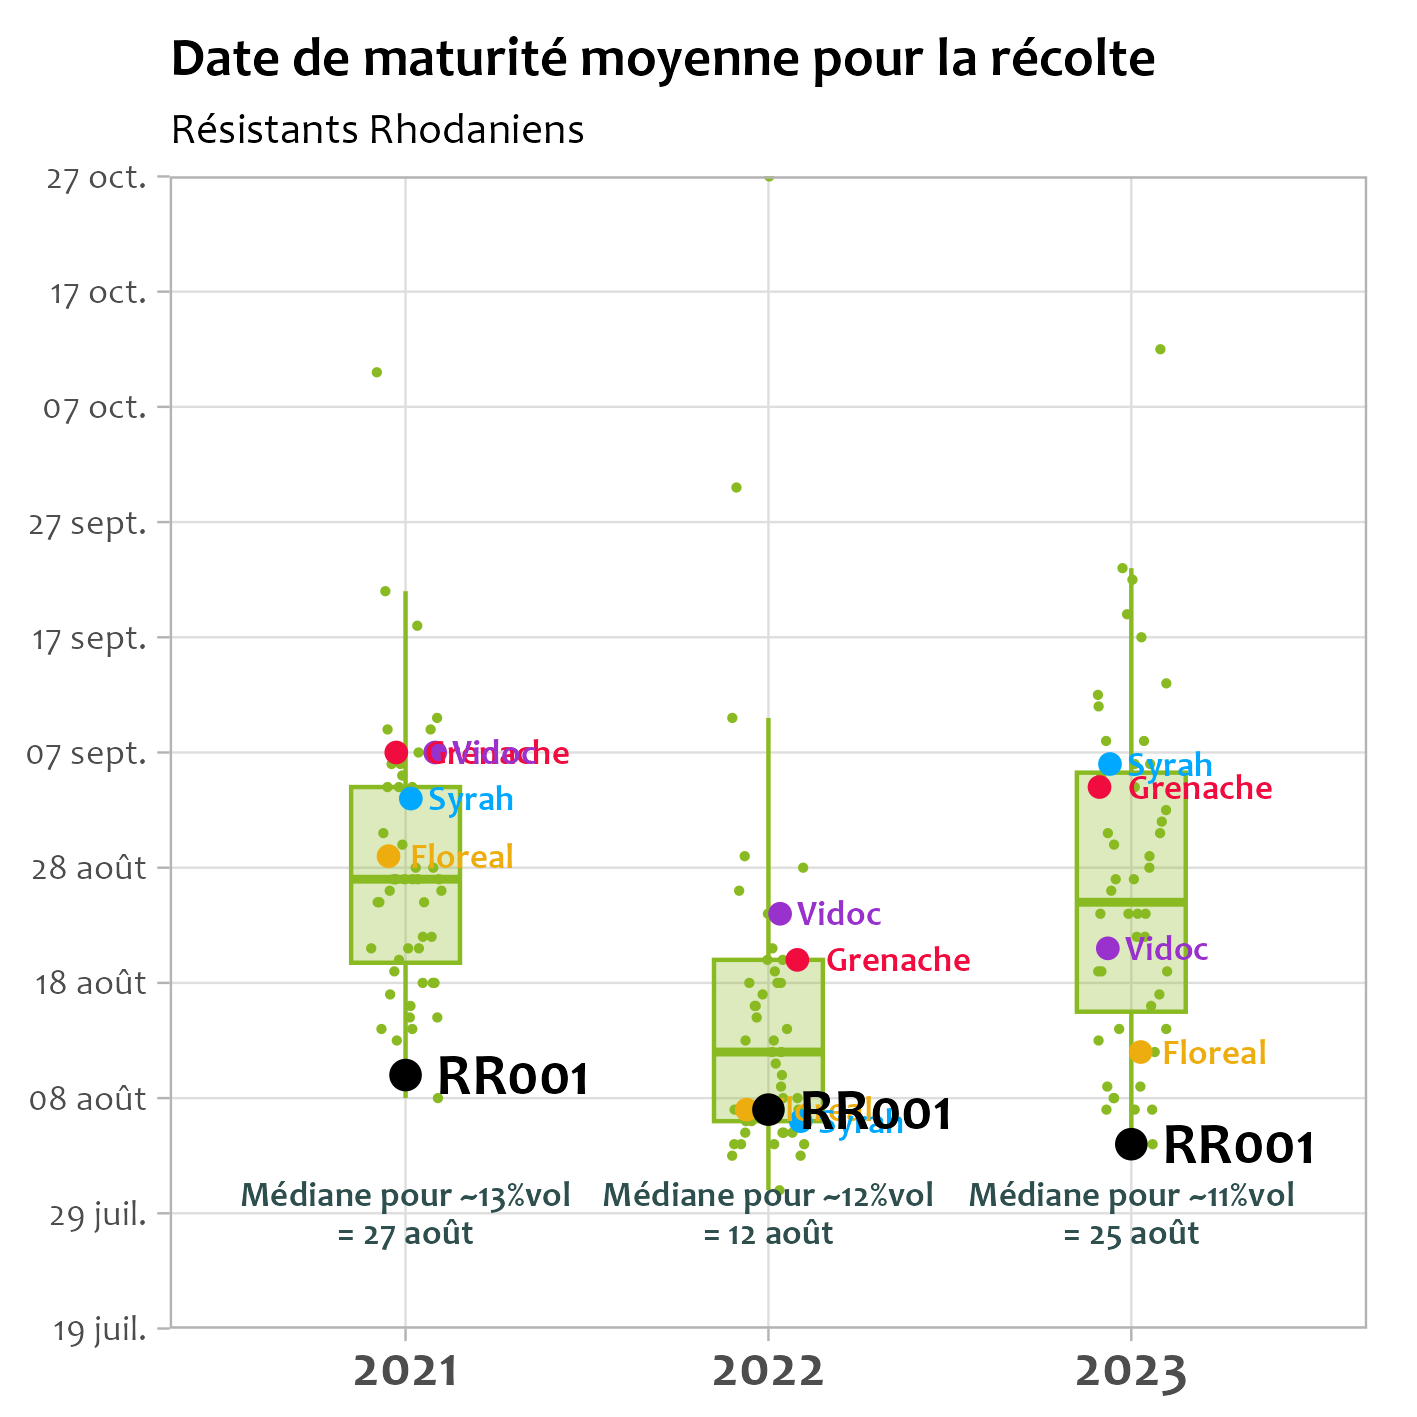 Date de maturité moyenne pour la récolte
Résistants Rhodaniens
27 oct.
17 oct.
07 oct.
27 sept.
17 sept.
07 sept.
28 août
18 août
08 août
29 juil.
19 juil.
Grenache
Vidoc
Syrah
Floreal
RR001
Médiane pour ~13%vol
= 27 août
Vidoc
Grenache
Floreal
RR001
Syrah
Médiane pour ~12%vol
= 12 août
Syrah
Grenache
Vidoc
Floreal
RR001
Médiane pour ~11%vol
= 25 août
2021
2022
2023